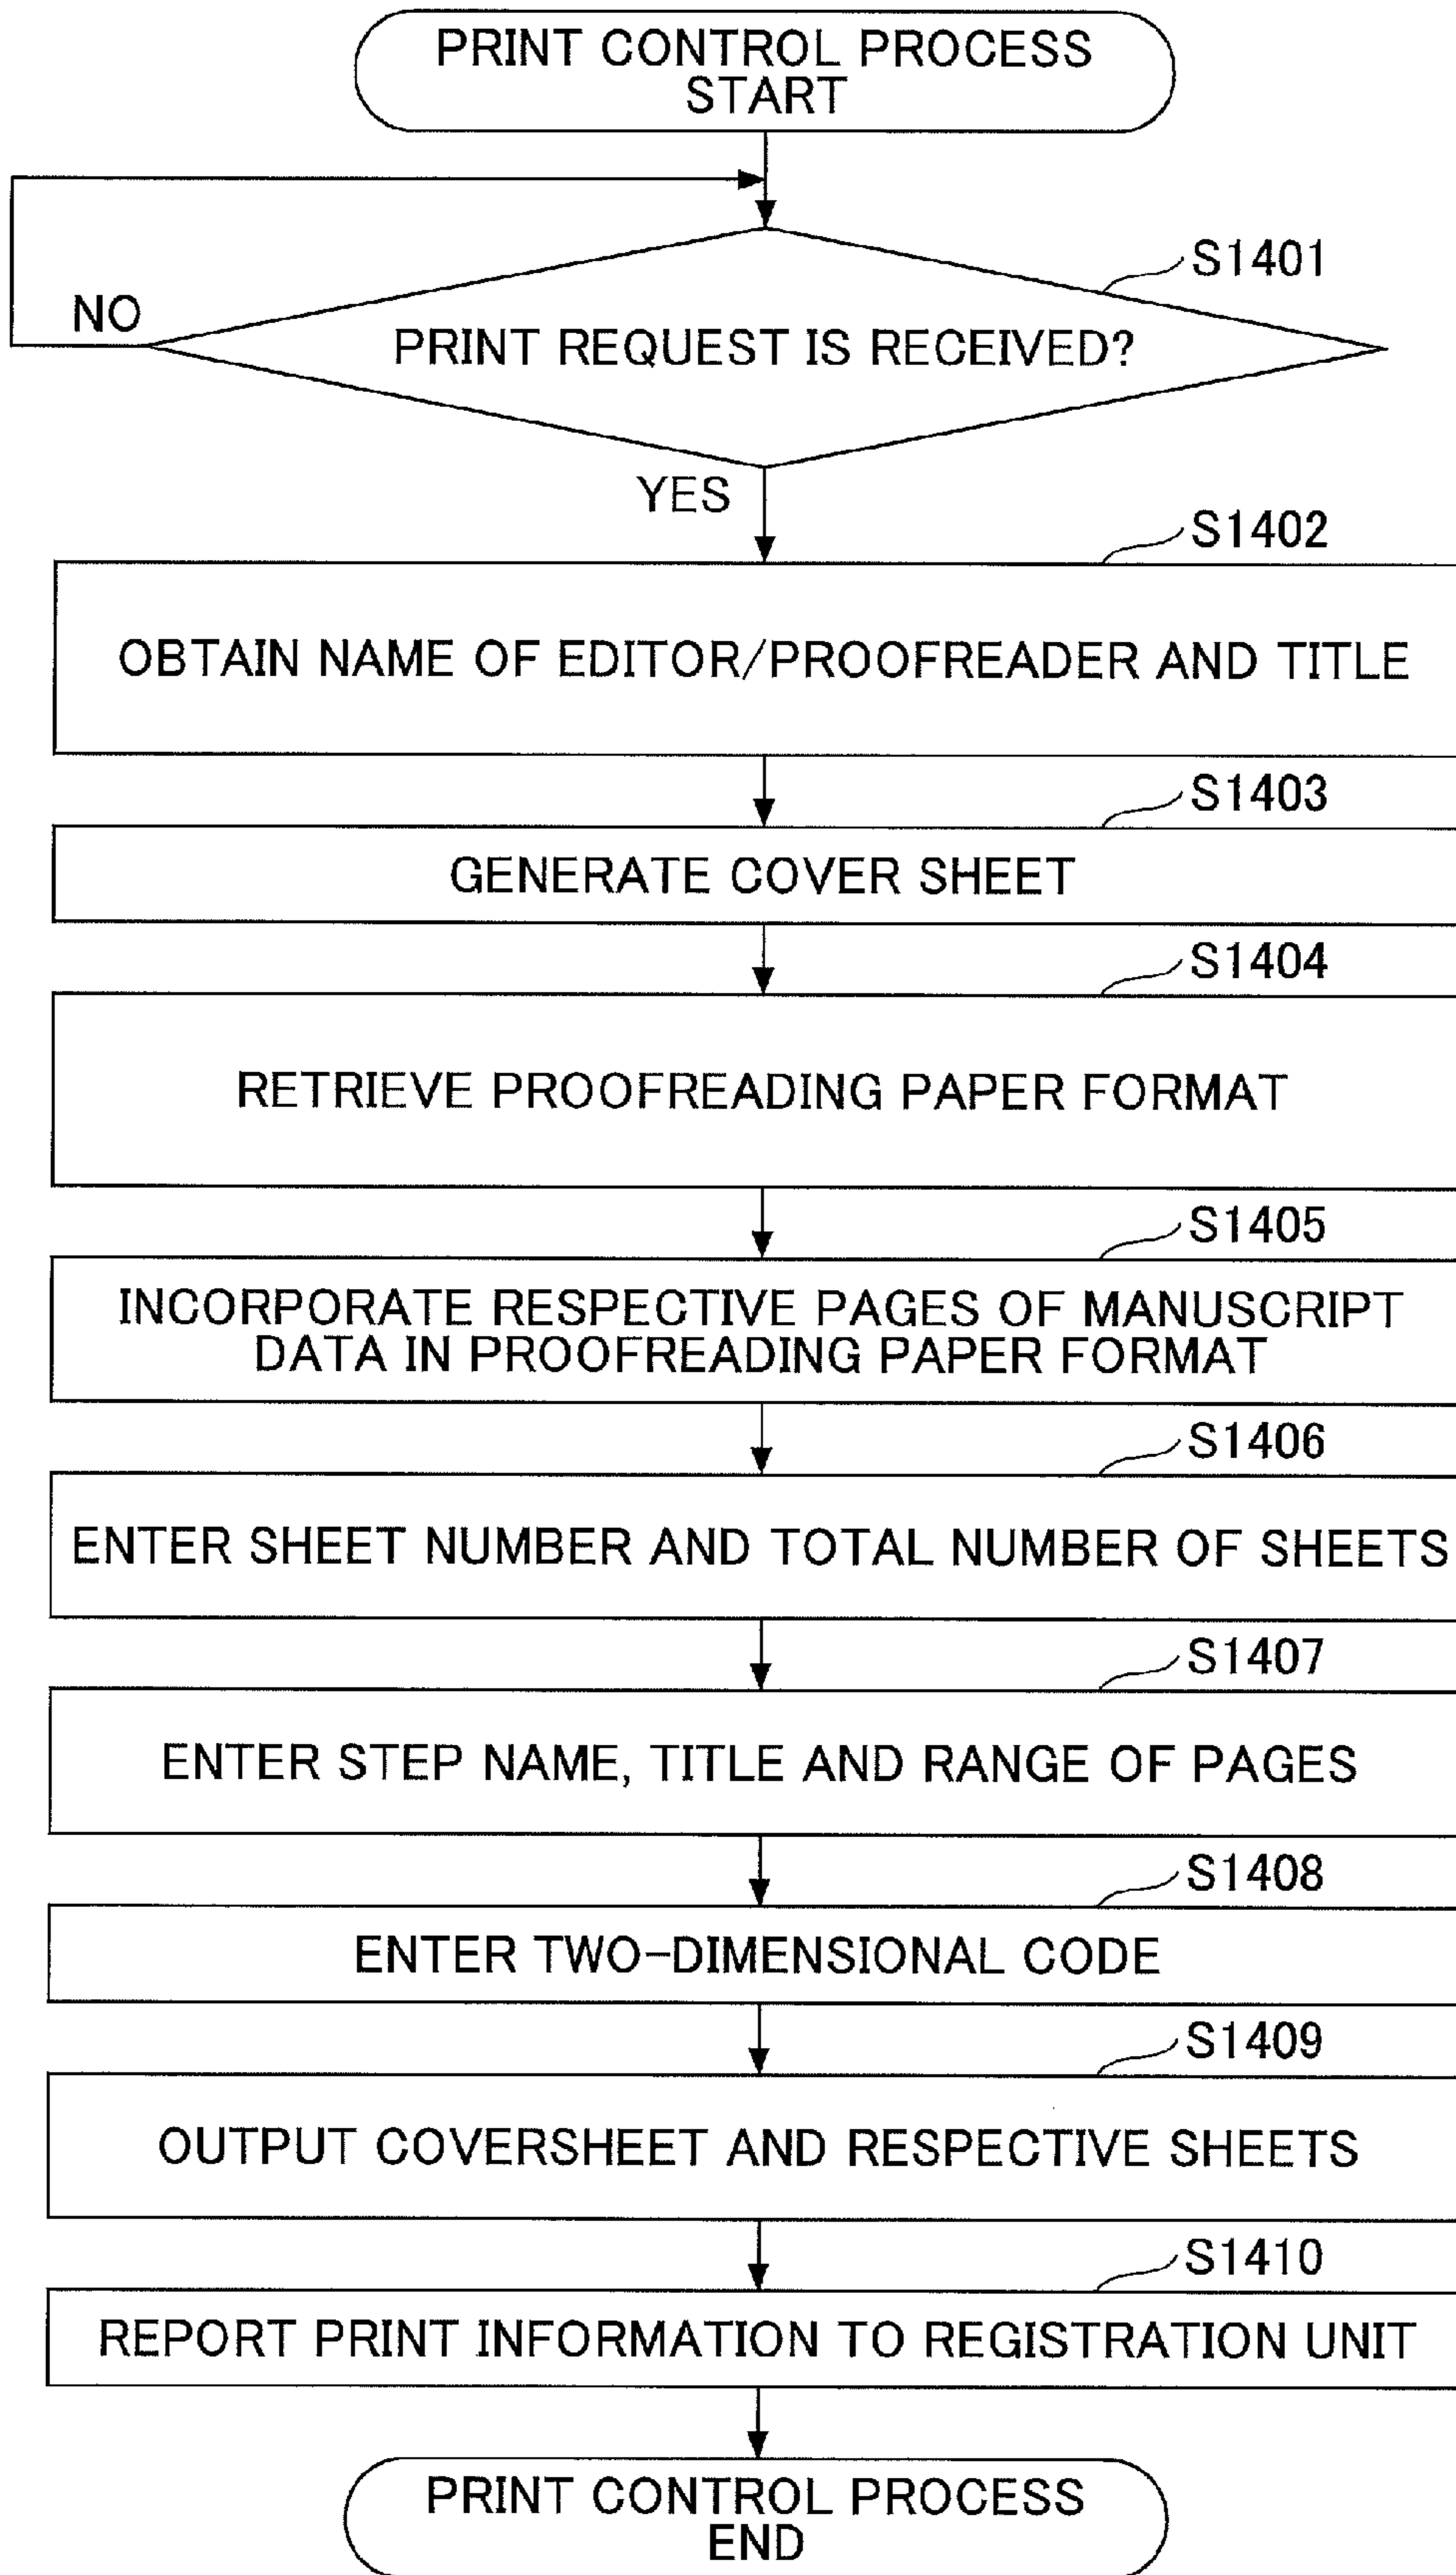 PRINT CONTROL PROCESS
START
S1401
NO
PRINT REQUEST IS RECEIVED?
YES
S1402
OBTAIN NAME OF EDITOR/PROOFREADER AND TITLE
S1403
GENERATE COVER SHEET
S1404
RETRIEVE PROOFREADING PAPER FORMAT
S1405
INCORPORATE RESPECTIVE PAGES OF MANUSCRIPT
DATA IN PROOFREADING PAPER FORMAT
S1406
ENTER SHEET NUMBER AND TOTAL NUMBER OF SHEETS
S1407
ENTER STEP NAME, TITLE AND RANGE OF PAGES
S1408
ENTER TWO-DIMENSIONAL CODE
S1409
OUTPUT COVERSHEET AND RESPECTIVE SHEETS
S1410
REPORT PRINT INFORMATION TO REGISTRATION UNIT
PRINT CONTROL PROCESS
END